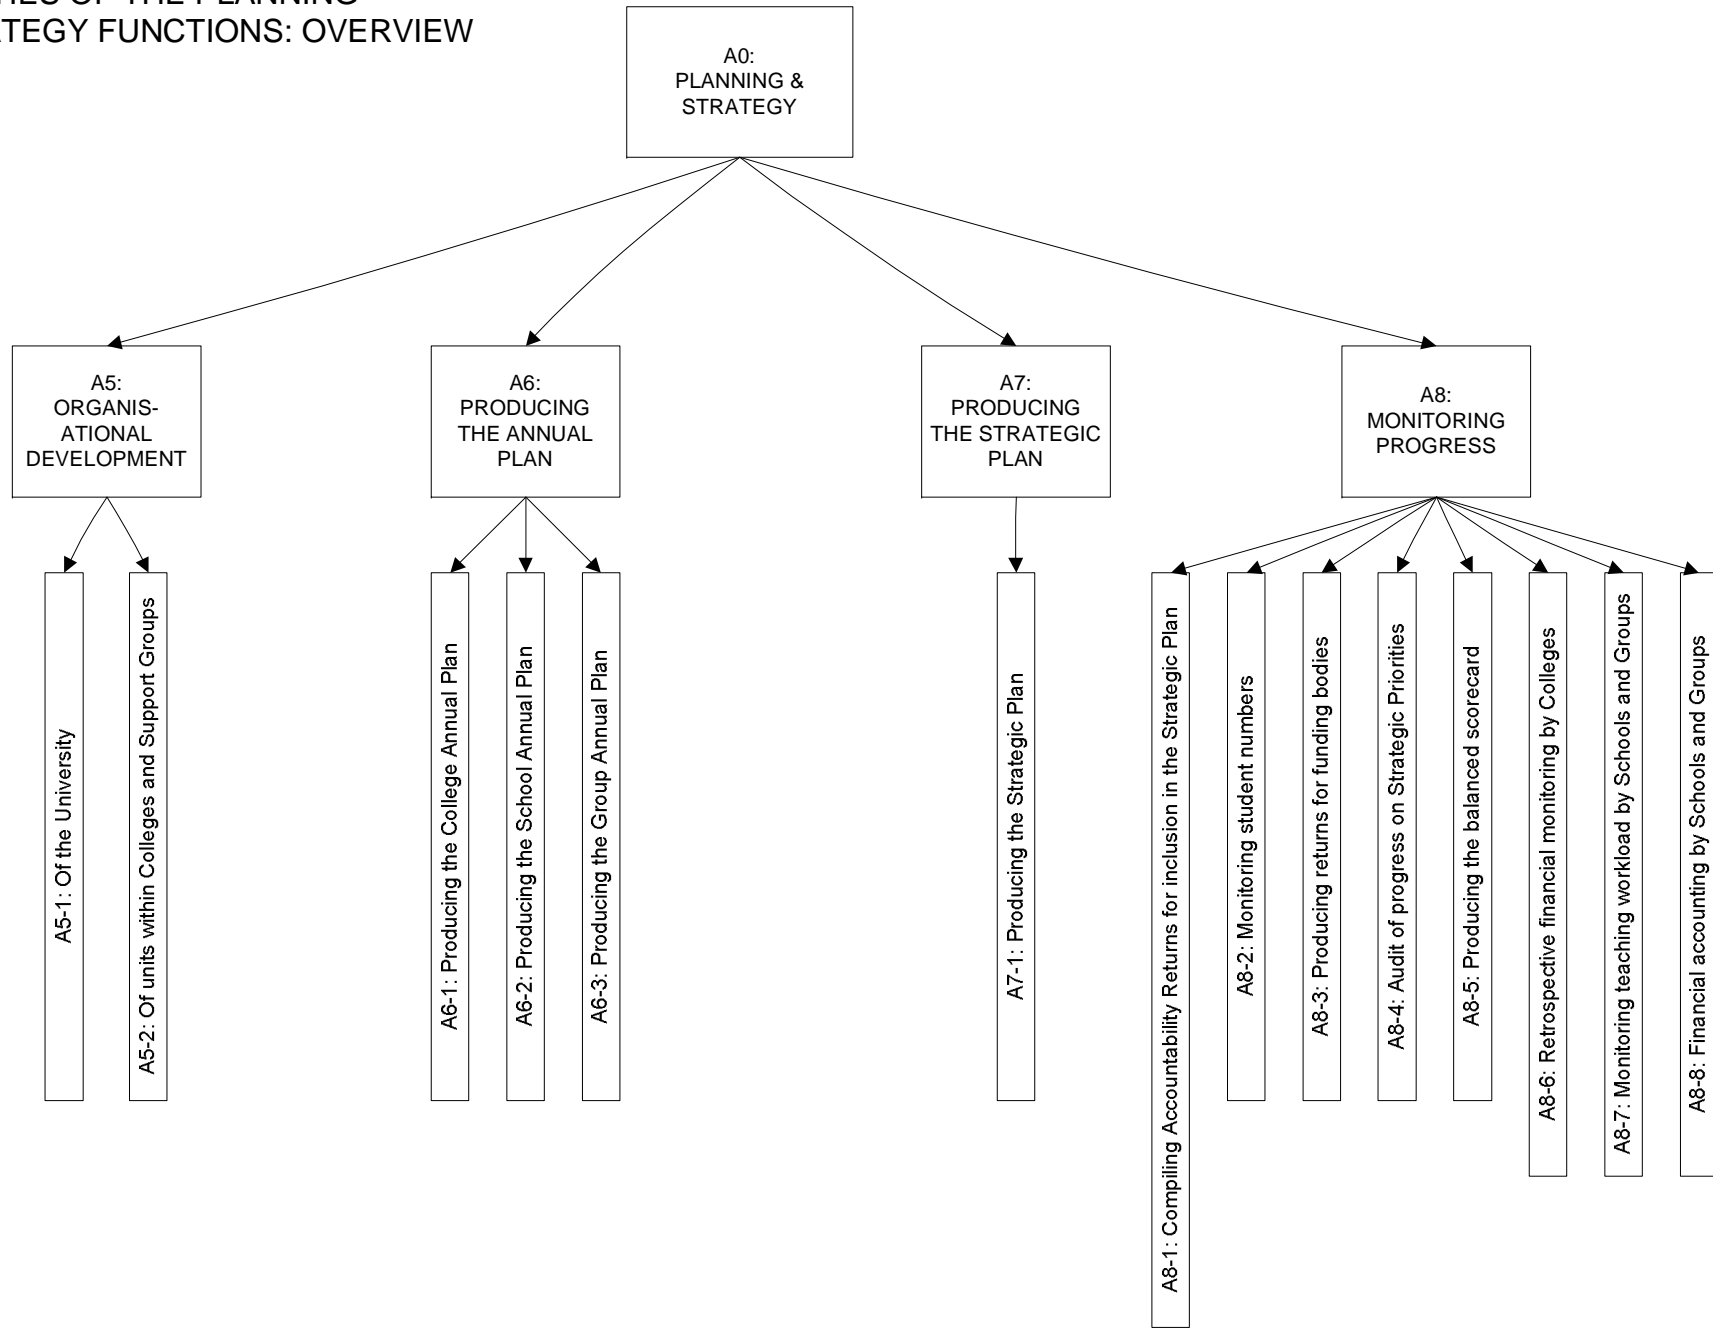 OF THE PLANNING
STRATEGY FUNCTIONS: OVERVIEW
A0:
PLANNING &
STRATEGY
A5:
ORGANIS-
ATIONAL
DEVELOPMENT
A6:
PRODUCING
THE ANNUAL
PLAN
A7:
PRODUCING
THE STRATEGIC
PLAN
A8:
MONITORING
PROGRESS
A5-1: Of the University
A5-2: Of units within Colleges and Support Groups
A6-1: Producing the College Annual Plan
A6-2: Producing the School Annual Plan
A6-3: Producing the Group Annual Plan
A7-1: Producing the Strategic Plan
A8-1: Compiling Accountability Returns for inclusion in the Strategic Plan
A8-2: Monitoring student numbers
A8-3: Producing returns for funding bodies
A8-4: Audit of progress on Strategic Priorities
A8-5: Producing the balanced scorecard
A8-6: Retrospective financial monitoring by Colleges
A8-7: Monitoring teaching workload by Schools and Groups
A8-8: Financial accounting by Schools and Groups